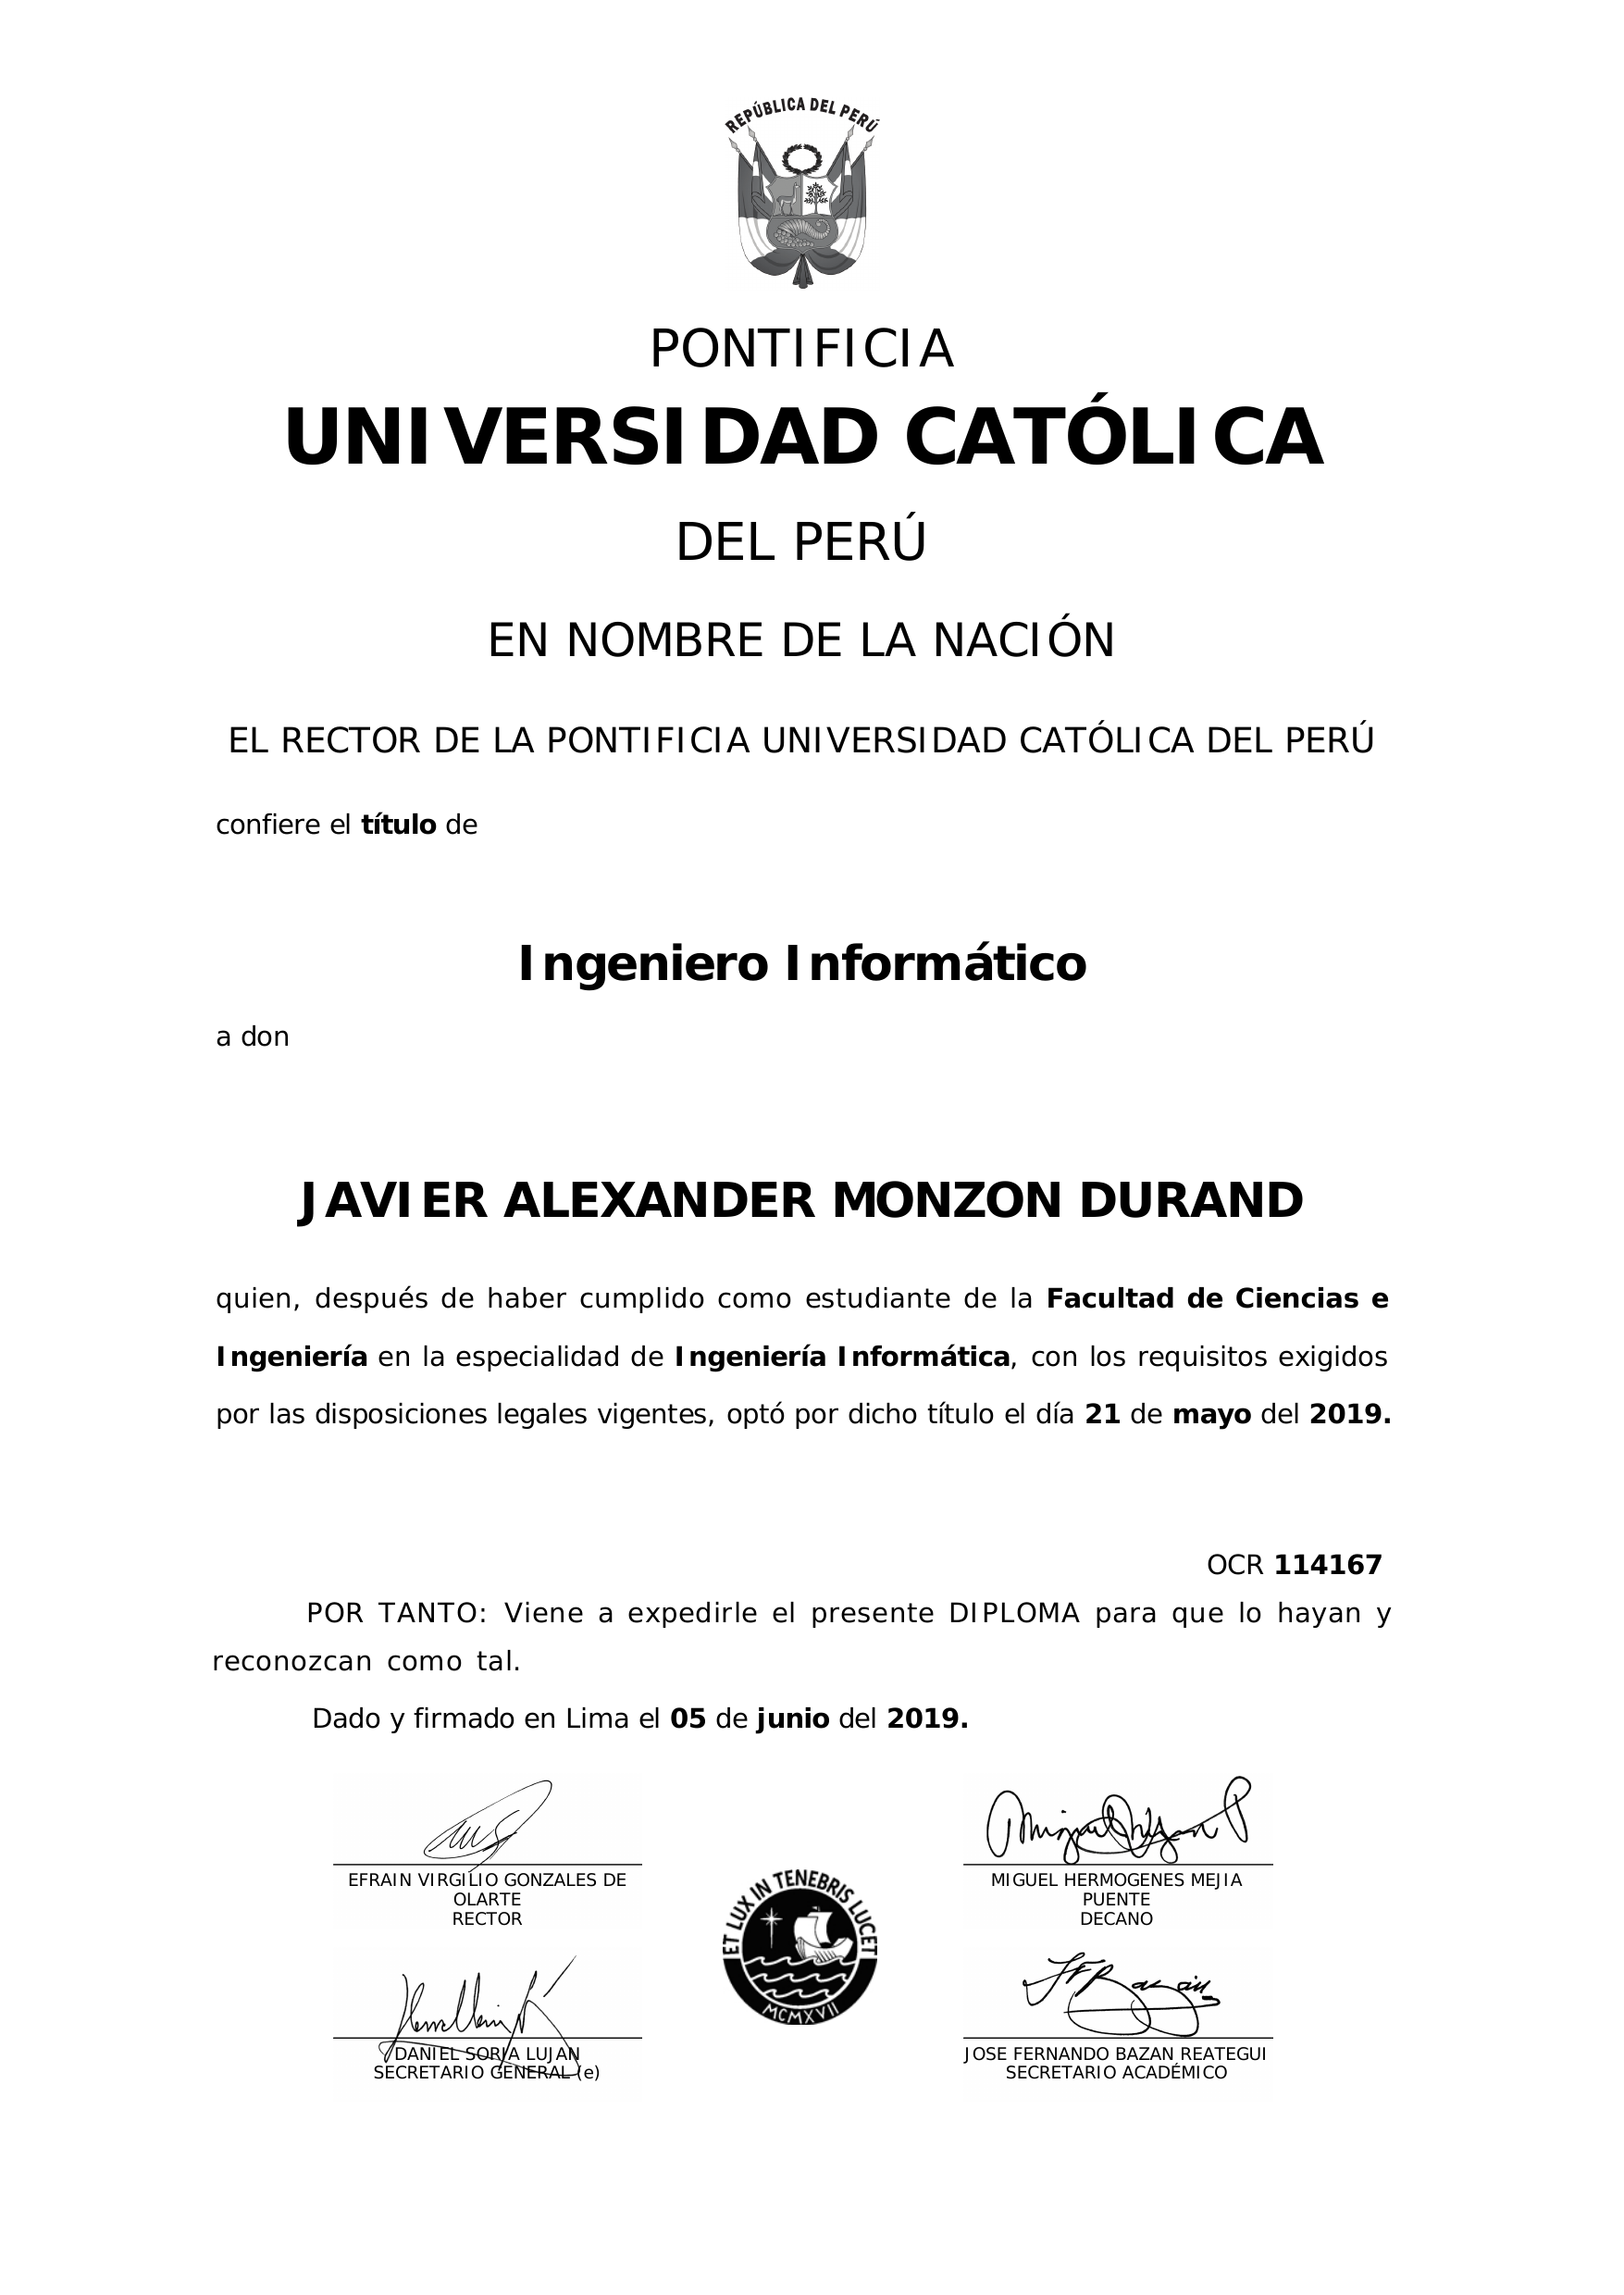 REPÚBLICA DEL PERÚ
PONTIFICIA
UNIVERSIDAD CATÓLICA
DEL PERÚ
EN NOMBRE DE LA NACIÓN
EL RECTOR DE LA PONTIFICIA UNIVERSIDAD CATÓLICA DEL PERÚ
confiere el título de
Ingeniero Informático
a don
JAVIER ALEXANDER MONZON DURAND
quien, después de haber cumplido como estudiante de la Facultad de Ciencias e
Ingeniería en la especialidad de Ingeniería Informática, con los requisitos exigidos
por las disposiciones legales vigentes, optó por dicho título el día 21 de mayo del 2019.
OCR 114167
POR TANTO: Viene a expedirle el presente DIPLOMA para que lo hayan y
reconozcan como tal.
Dado y firmado en Lima el 05 de junio del 2019.
EFRAIN VIRGILIO GONZALES DE
OLARTE
RECTOR
MIGUEL HERMOGENES MEJIA
PUENTE
DECANO
ET LUX IN TENEBRIS LUCET
MCMXVII
DANIEL SORIA LUJAN
SECRETARIO GENERAL (e)
JOSE FERNANDO BAZAN REATEGUI
SECRETARIO ACADÉMICO